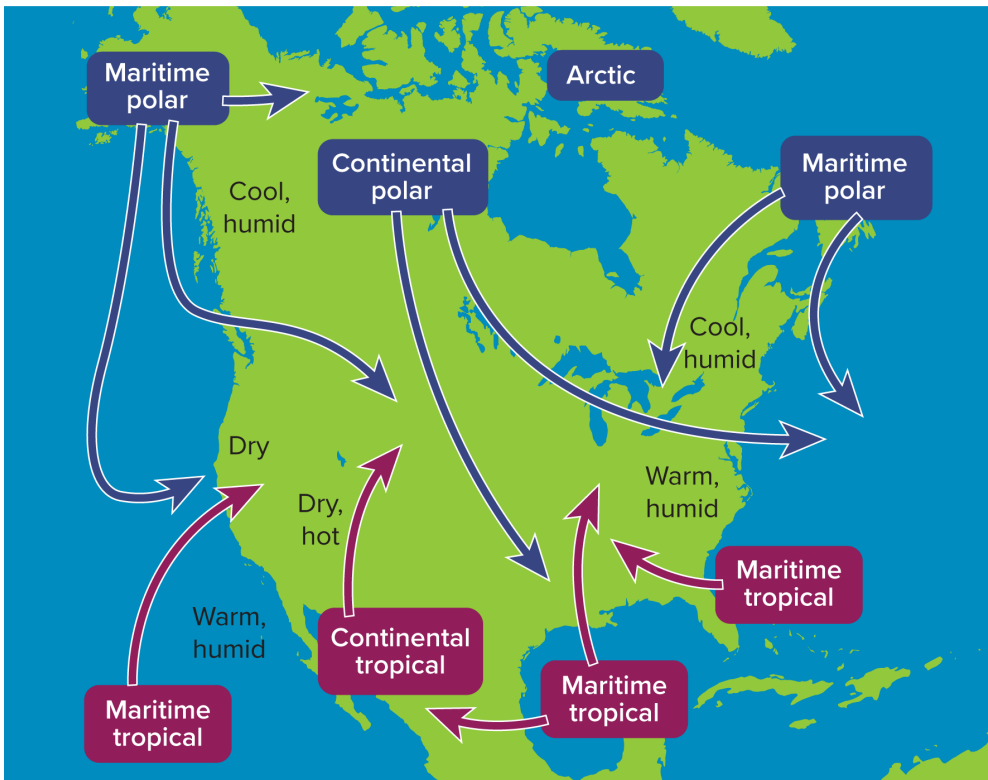 Maritime
polar
Arctic
Continental
polar
Maritime
polar
Cool,
humid
Cool,
humid
Dry
Dry,
hot
Warm,
humid
Maritime
tropical
Warm,
humid
Continental
tropical
Maritime
tropical
Maritime
tropical